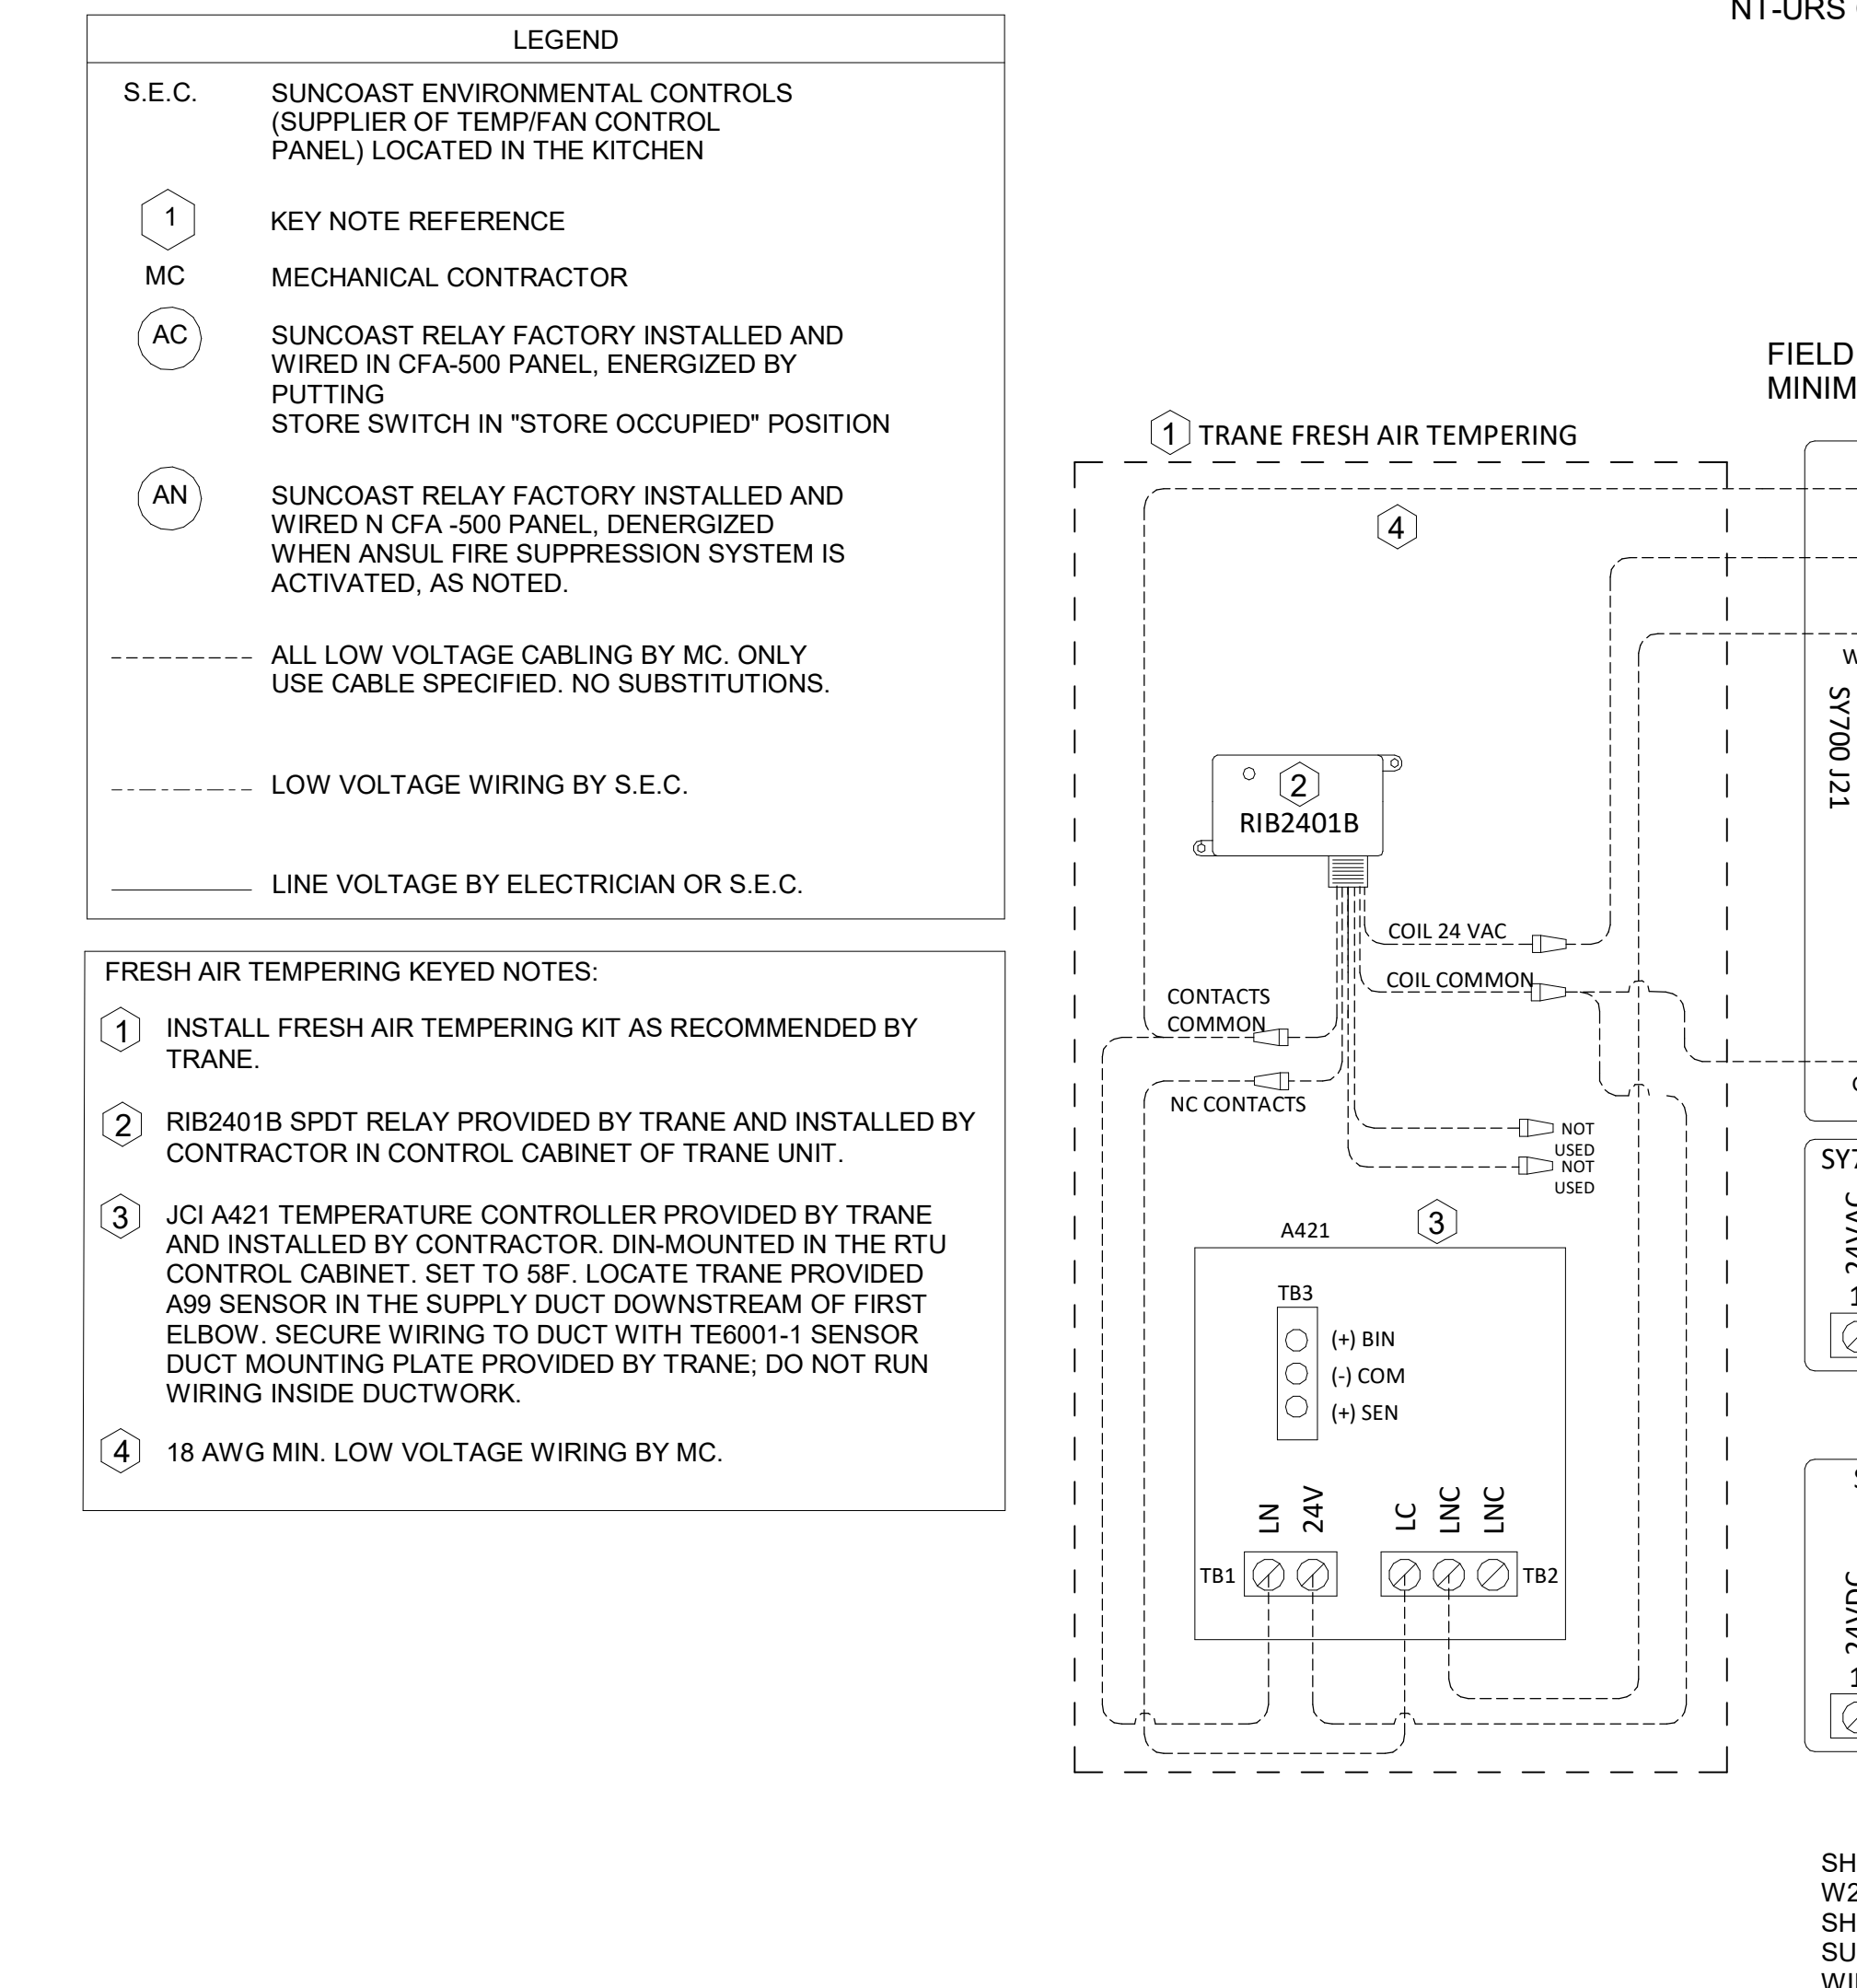 LEGEND
S.E.C.
SUNCOAST ENVIRONMENTAL CONTROLS
(SUPPLIER OF TEMP/FAN CONTROL
PANEL) LOCATED IN THE KITCHEN
1
KEY NOTE REFERENCE
MC
MECHANICAL CONTRACTOR
AC
SUNCOAST RELAY FACTORY INSTALLED AND
WIRED IN CFA-500 PANEL, ENERGIZED BY
PUTTING
STORE SWITCH IN "STORE OCCUPIED" POSITION
AN
SUNCOAST RELAY FACTORY INSTALLED AND
WIRED N CFA -500 PANEL, DENERGIZED
WHEN ANSUL FIRE SUPPRESSION SYSTEM IS
ACTIVATED, AS NOTED.
ALL LOW VOLTAGE CABLING BY MC. ONLY
USE CABLE SPECIFIED. NO SUBSTITUTIONS.
LOW VOLTAGE WIRING BY S.E.C.
LINE VOLTAGE BY ELECTRICIAN OR S.E.C.
FRESH AIR TEMPERING KEYED NOTES:
1
INSTALL FRESH AIR TEMPERING KIT AS RECOMMENDED BY
TRANE.
2
RIB2401B SPDT RELAY PROVIDED BY TRANE AND INSTALLED BY
CONTRACTOR IN CONTROL CABINET OF TRANE UNIT.
3
JCI A421 TEMPERATURE CONTROLLER PROVIDED BY TRANE
AND INSTALLED BY CONTRACTOR. DIN-MOUNTED IN THE RTU
CONTROL CABINET. SET TO 58F. LOCATE TRANE PROVIDED
A99 SENSOR IN THE SUPPLY DUCT DOWNSTREAM OF FIRST
ELBOW. SECURE WIRING TO DUCT WITH TE6001-1 SENSOR
DUCT MOUNTING PLATE PROVIDED BY TRANE; DO NOT RUN
WIRING INSIDE DUCTWORK.
4
18 AWG MIN. LOW VOLTAGE WIRING BY MC.
NT-URS
FIELD
MINIM
1 TRANE FRESH AIR TEMPERING
4
2
RIB2401B
COIL 24 VAC
COIL COMMON
CONTACTS
COMMON
NC CONTACTS
NOT
USED
NOT
USED
A421
3
TB3
(+) BIN
(-) COM
(+) SEN
LN
24V
LC
LNC
LNC
TB1
TB2
W
SY700 J21
SY7
24VAC
1
24VDC
1
SH
W2
SH
SU
WI